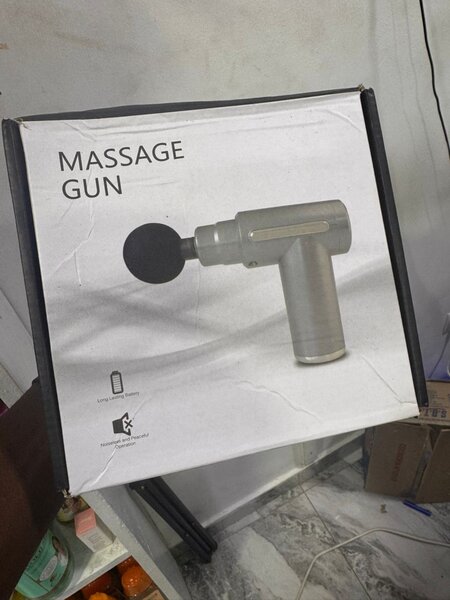 MASSAGE
GUN
Long Lasting Battery
Noiseless and Peaceful
Operation